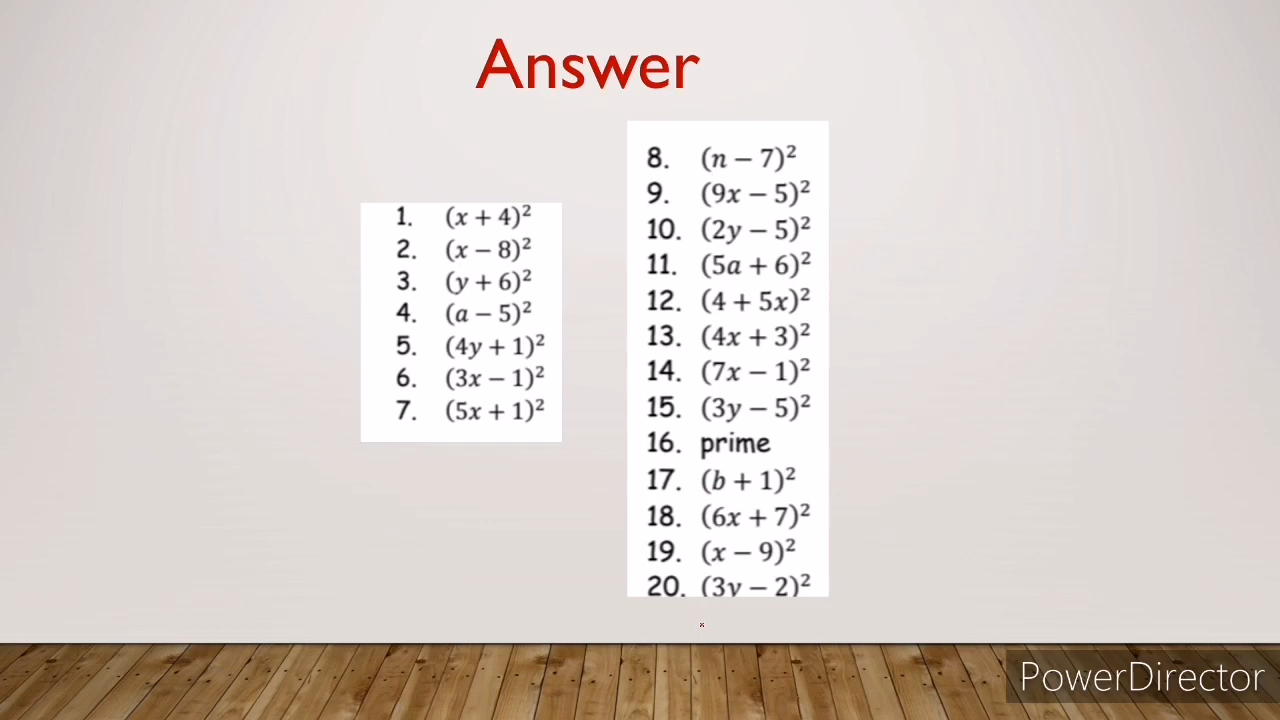 Answer
1. (x + 4)²
2. (x − 8)²
3. (y + 6)²
4. (a − 5)²
5. (4y + 1)²
6. (3x − 1)²
7. (5x + 1)²
8. (n − 7)²
9. (9x − 5)²
10. (2y − 5)²
11. (5a + 6)²
12. (4 + 5x)²
13. (4x + 3)²
14. (7x − 1)²
15. (3y − 5)²
16. prime
17. (b + 1)²
18. (6x + 7)²
19. (x − 9)²
20. (3y − 2)²
PowerDirector